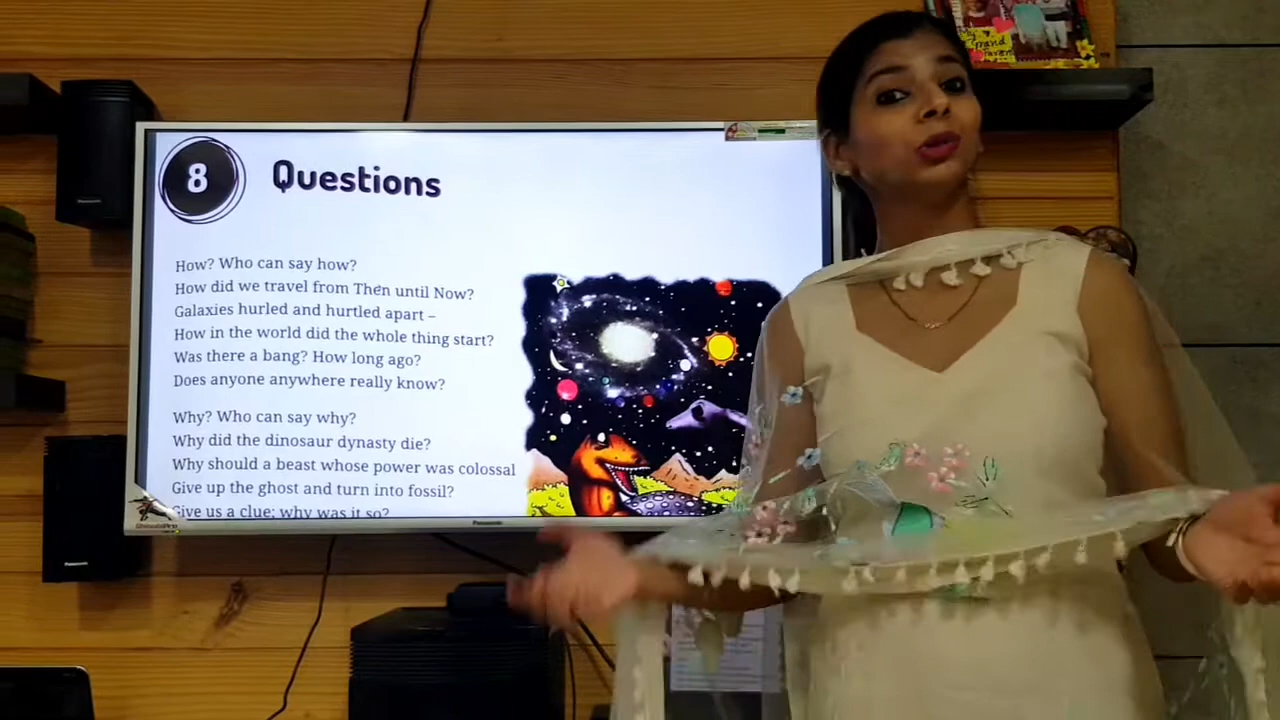 8
Questions
How? Who can say how?
How did we travel from Then until Now?
Galaxies hurled and hurtled apart –
How in the world did the whole thing start?
Was there a bang? How long ago?
Does anyone anywhere really know?
Why? Who can say why?
Why did the dinosaur dynasty die?
Why should a beast whose power was colossal
Give up the ghost and turn into fossil?
Give us a clue: why was it so?
Panasonic
My
grand